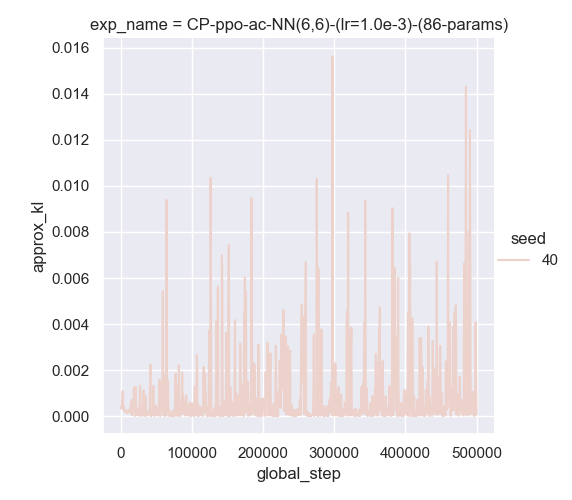 exp_name = CP-ppo-ac-NN(6,6)-(lr=1.0e-3)-(86-params)
0.016
0.014
0.012
0.010
0.008
0.006
0.004
0.002
0.000
approx_kl
0 100000 200000 300000 400000 500000
global_step
seed
40